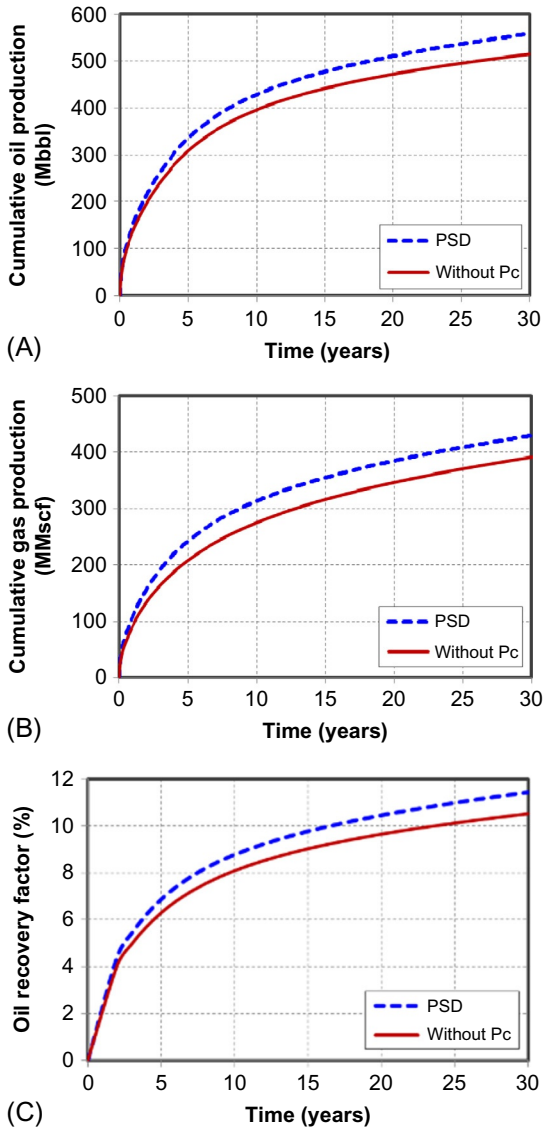 600
500
400
300
200
100
0
Cumulative oil production
(Mbbl)
PSD
Without Pc
0 5 10 15 20 25 30
(A)
Time (years)
500
400
300
200
100
0
Cumulative gas production
(MMscf)
PSD
Without Pc
0 5 10 15 20 25 30
(B)
Time (years)
12
10
8
6
4
2
0
Oil recovery factor (%)
PSD
Without Pc
0 5 10 15 20 25 30
(C)
Time (years)